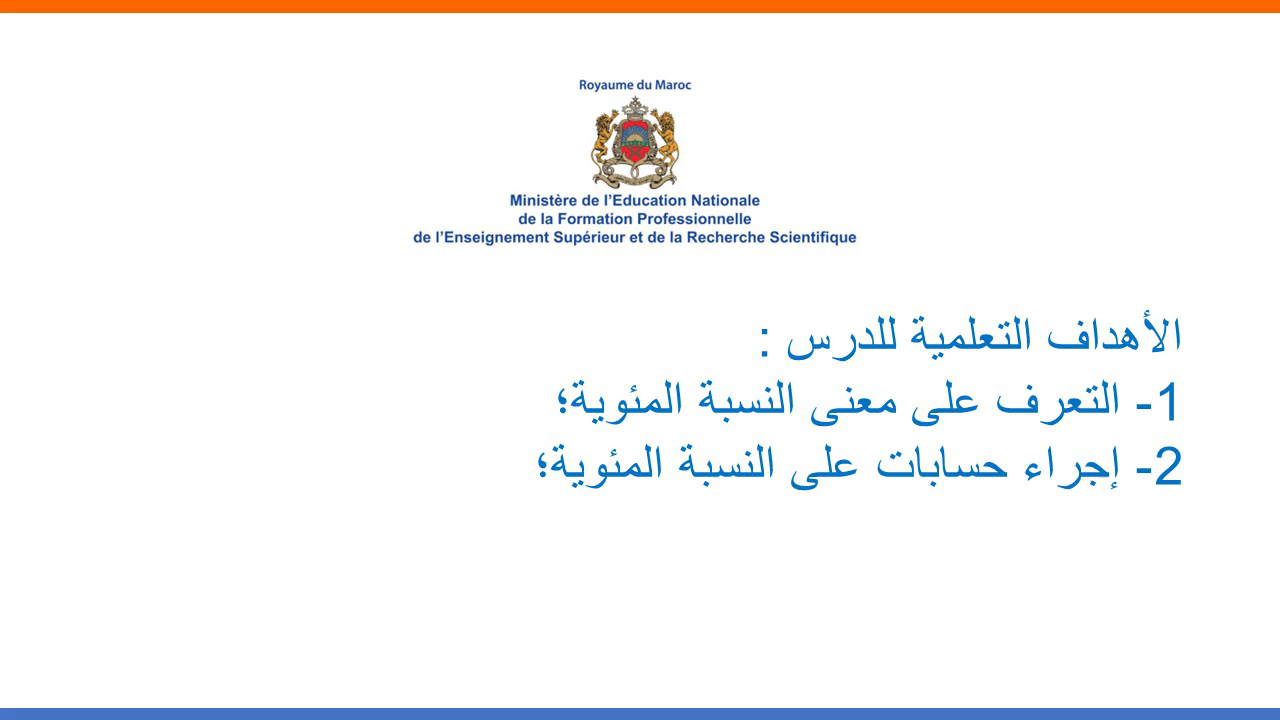 Royaume du Maroc
Ministère de l’Education Nationale
de la Formation Professionnelle
de l’Enseignement Supérieur et de la Recherche Scientifique
الأهداف التعلمية للدرس :
1- التعرف على معنى النسبة المئوية؛
2- إجراء حسابات على النسبة المئوية؛